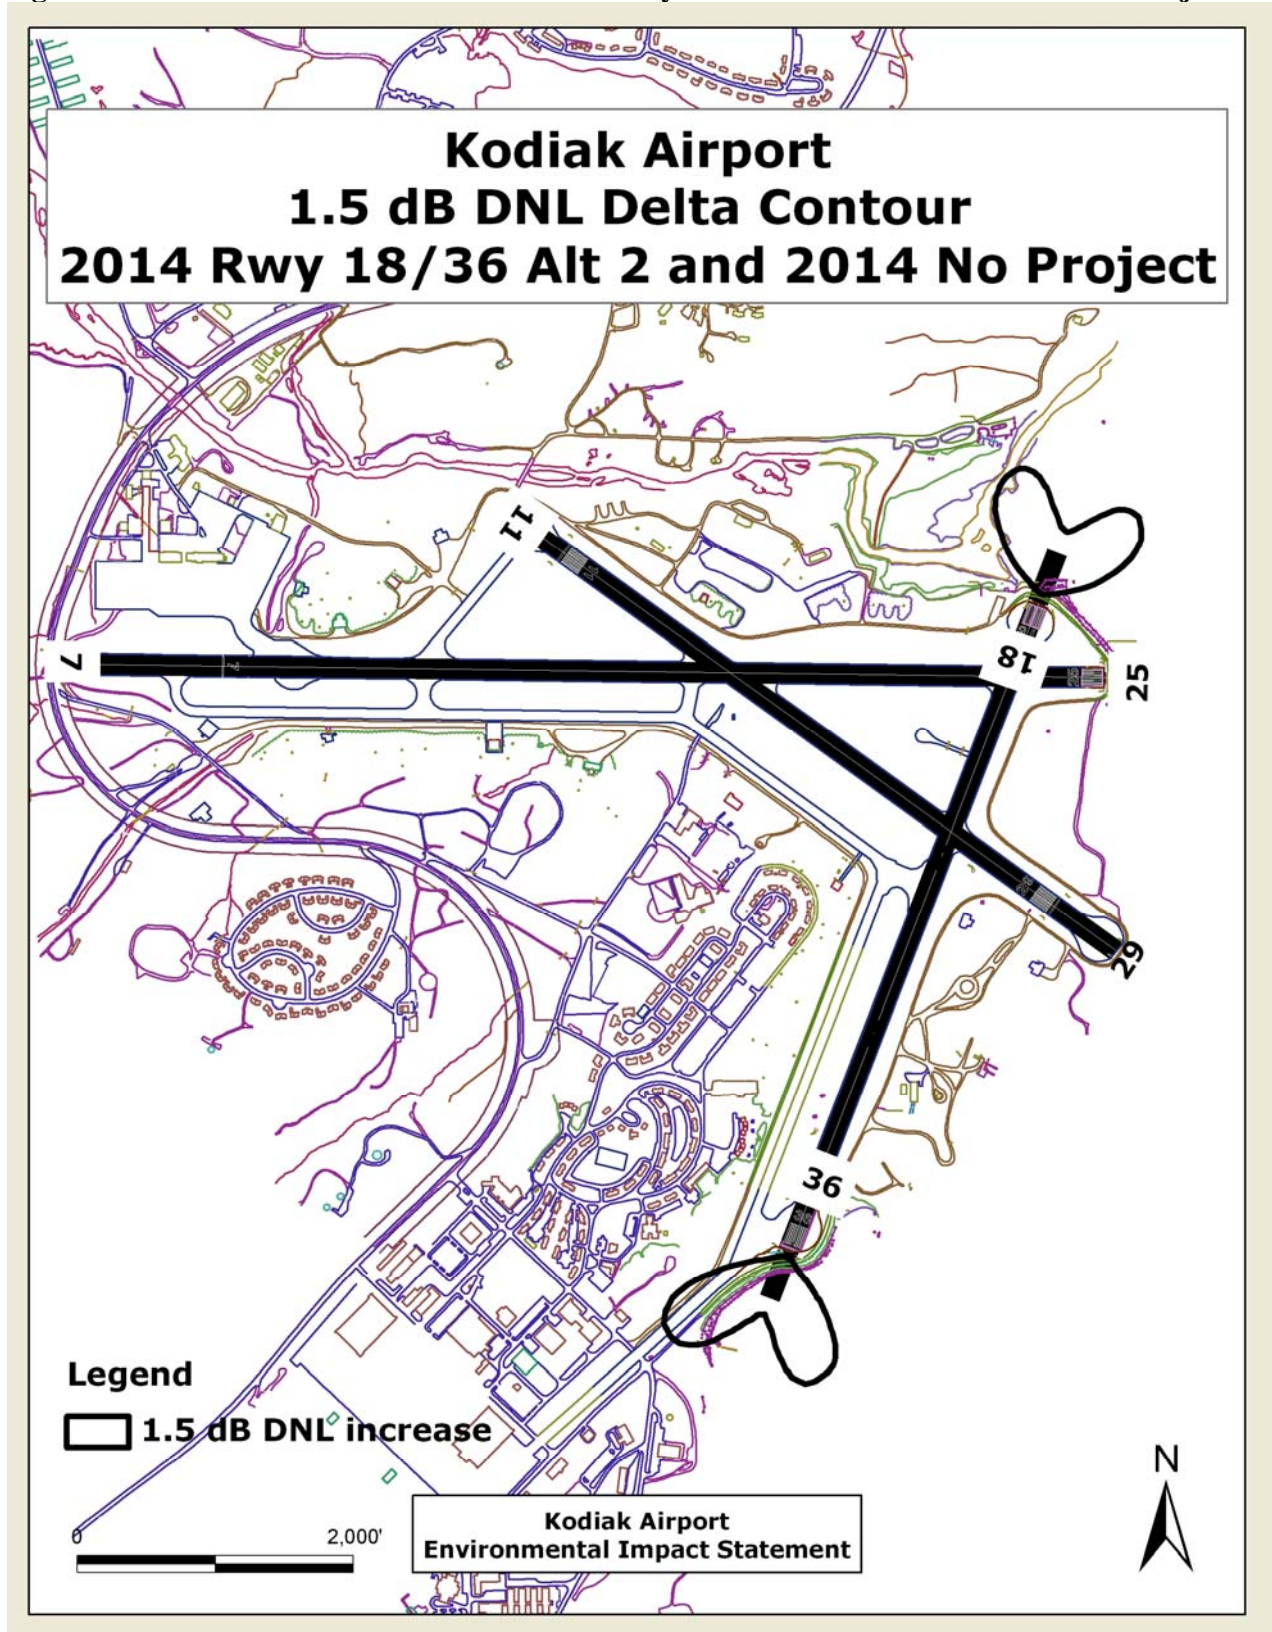 Kodiak Airport
1.5 dB DNL Delta Contour
2014 Rwy 18/36 Alt 2 and 2014 No Project
11
7
18
25
25
29
36
Legend
1.5 dB DNL increase
N
0
2,000'
Kodiak Airport
Environmental Impact Statement